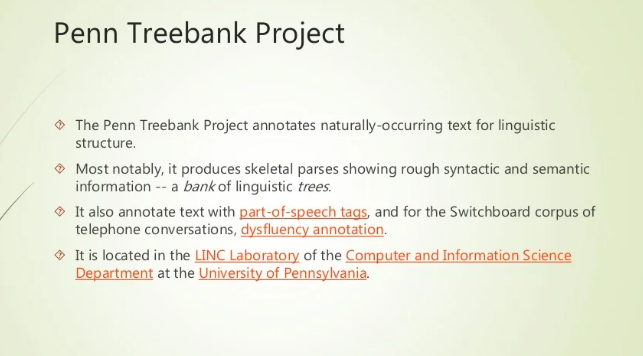 Penn Treebank Project
The Penn Treebank Project annotates naturally-occurring text for linguistic
structure.
Most notably, it produces skeletal parses showing rough syntactic and semantic
information -- a bank of linguistic trees.
It also annotate text with part-of-speech tags, and for the Switchboard corpus of
telephone conversations, dysfluency annotation.
It is located in the LINC Laboratory of the Computer and Information Science
Department at the University of Pennsylvania.